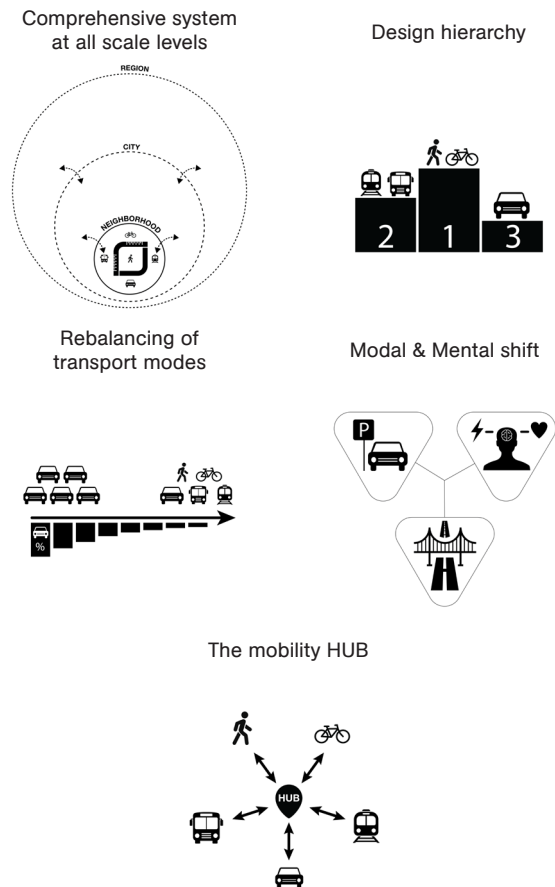 Comprehensive system
at all scale levels
REGION
CITY
NEIGHBORHOOD
Design hierarchy
2 1 3
Rebalancing of
transport modes
%
Modal & Mental shift
P
The mobility HUB
HUB